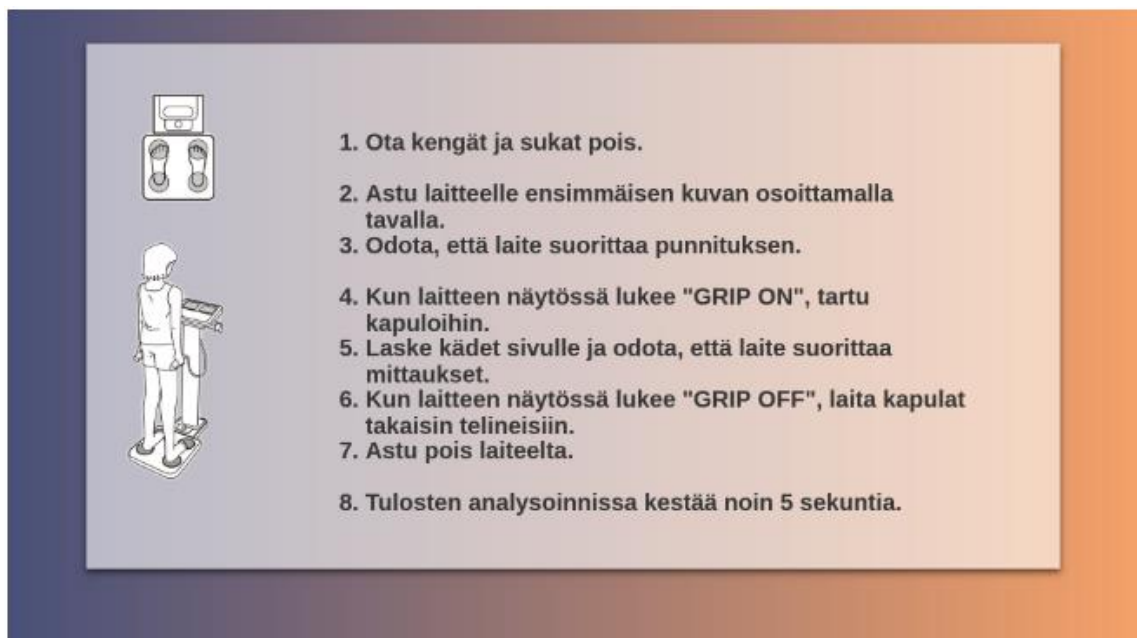 1. Ota kengät ja sukat pois.
2. Astu laitteelle ensimmäisen kuvan osoittamalla
tavalla.
3. Odota, että laite suorittaa punnituksen.
4. Kun laitteen näytössä lukee "GRIP ON", tartu
kapuloihin.
5. Laske kädet sivulle ja odota, että laite suorittaa
mittaukset.
6. Kun laitteen näytössä lukee "GRIP OFF", laita kapulat
takaisin telineisiin.
7. Astu pois laiteelta.
8. Tulosten analysoinnissa kestää noin 5 sekuntia.